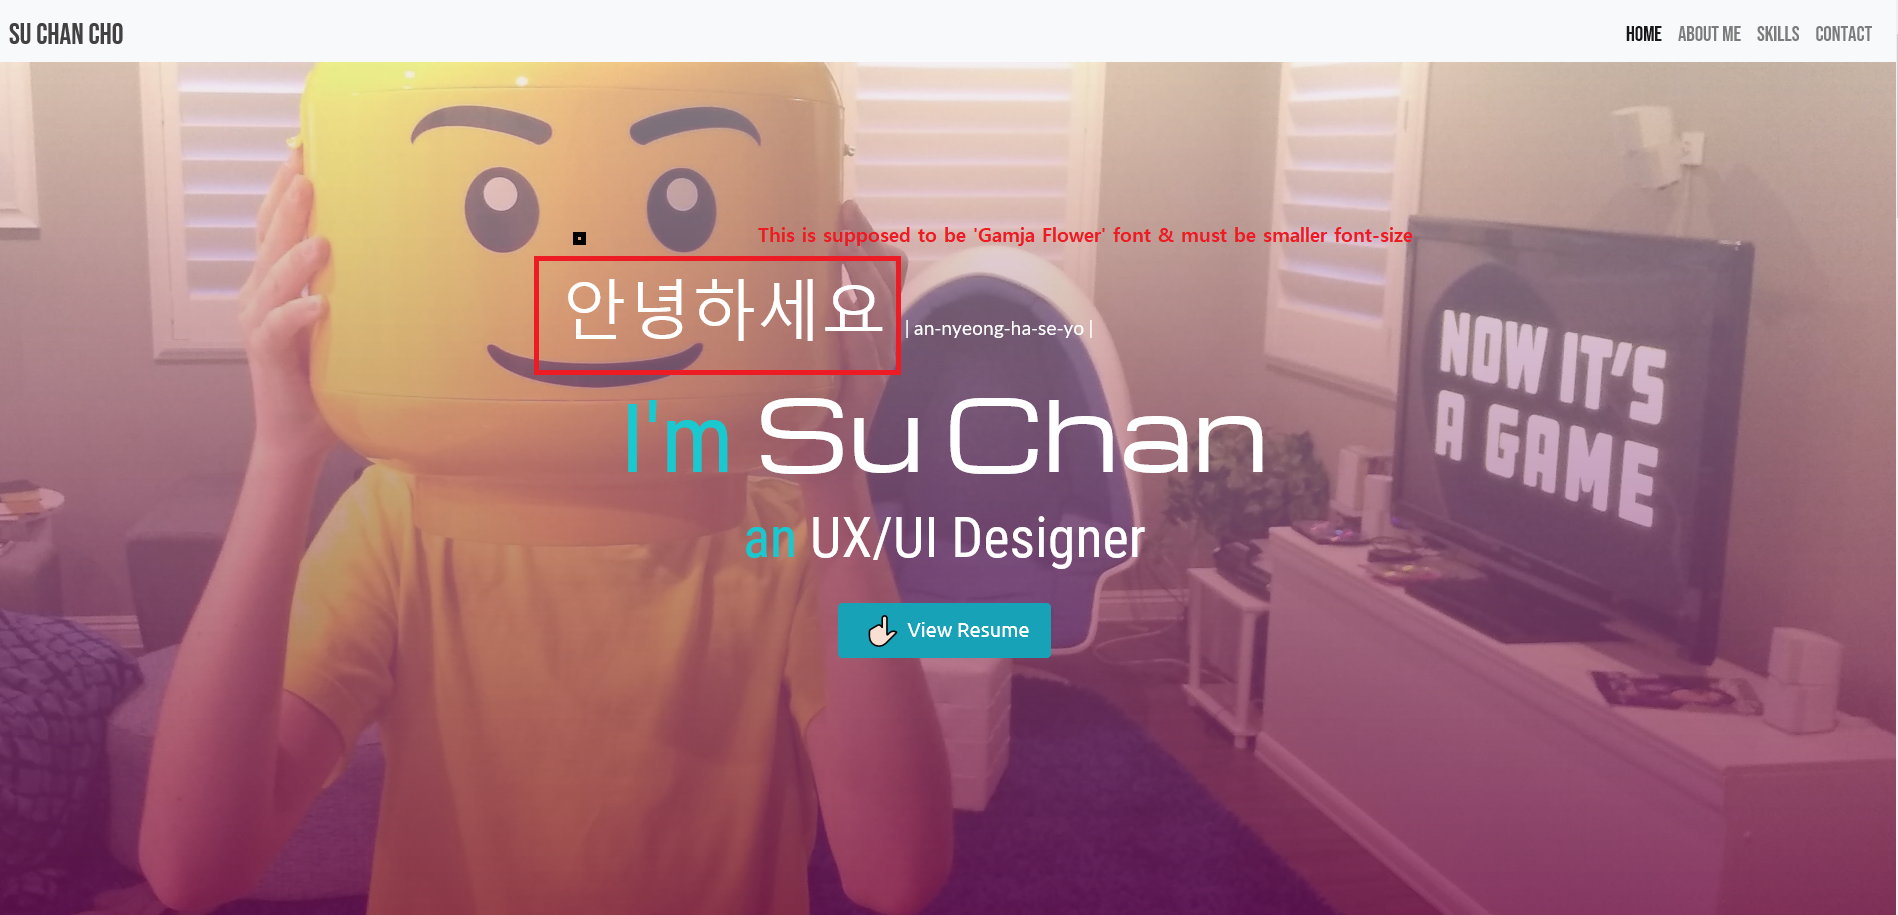 SU CHAN CHO
HOME ABOUT ME SKILLS CONTACT
This is supposed to be 'Gamja Flower' font & must be smaller font-size
안녕하세요 | an-nyeong-ha-se-yo |
I'm Su Chan
an UX/UI Designer
View Resume
NOW IT'S
A GAME